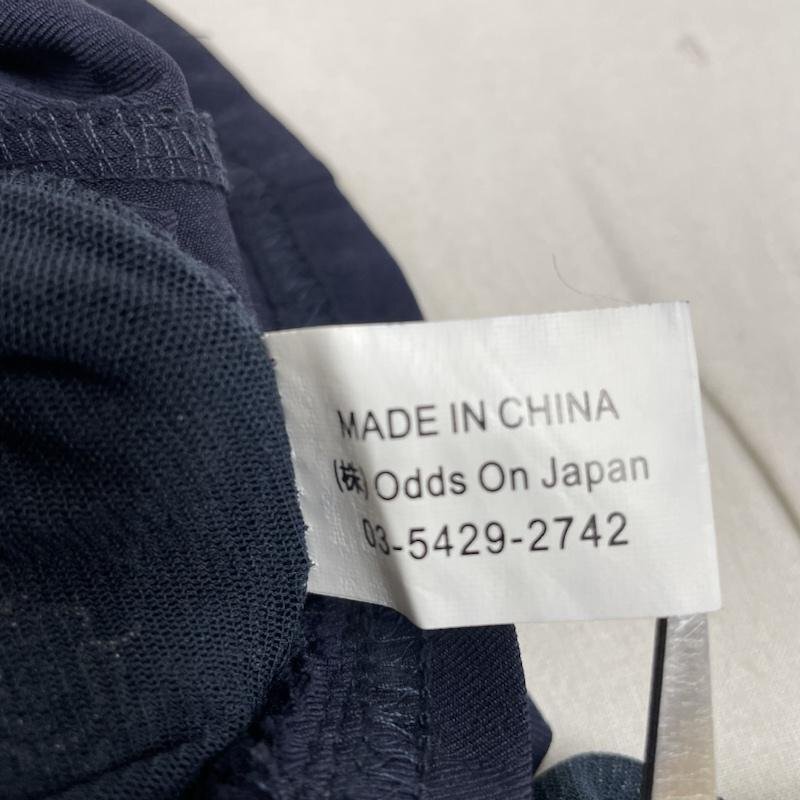 MADE IN CHINA
(株) Odds On Japan
03-5429-2742